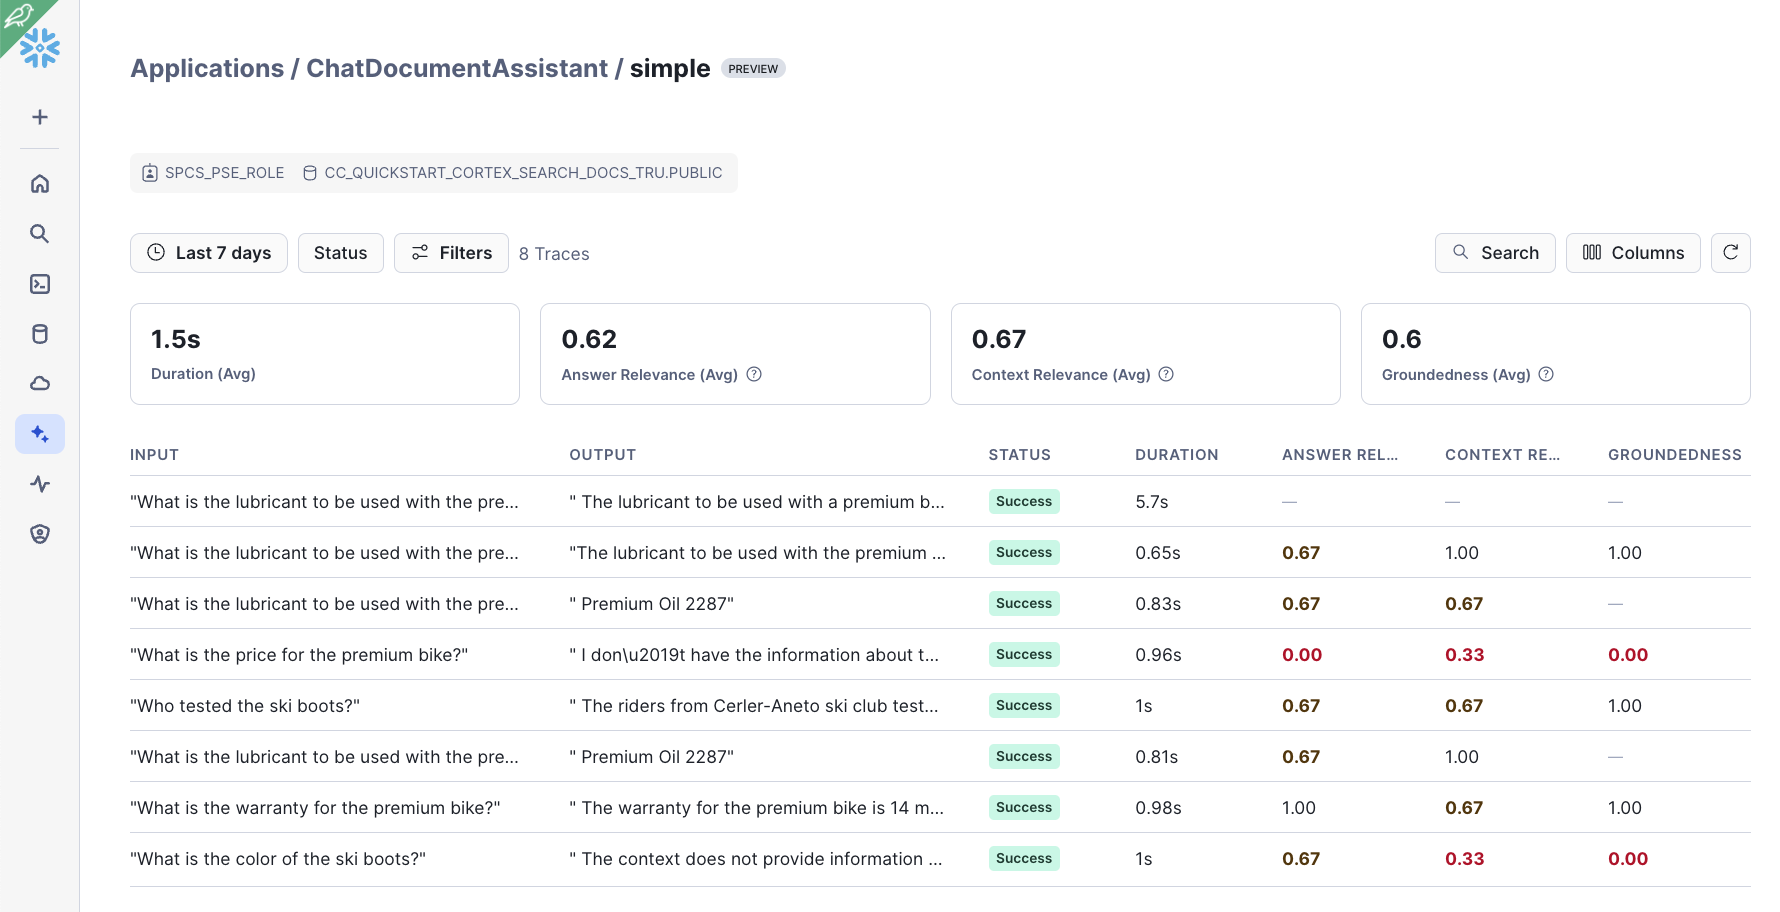 Applications / ChatDocumentAssistant / simple PREVIEW
SPCS_PSE_ROLE CC_QUICKSTART_CORTEX_SEARCH_DOCS_TRU.PUBLIC
Last 7 days Status Filters 8 Traces Search Columns
1.5s
Duration (Avg)
0.62
Answer Relevance (Avg)
0.67
Context Relevance (Avg)
0.6
Groundedness (Avg)
INPUT OUTPUT STATUS DURATION ANSWER REL... CONTEXT RE... GROUNDEDNESS
"What is the lubricant to be used with the pre... " The lubricant to be used with a premium b... Success 5.7s — — —
"What is the lubricant to be used with the pre... "The lubricant to be used with the premium ... Success 0.65s 0.67 1.00 1.00
"What is the lubricant to be used with the pre... " Premium Oil 2287" Success 0.83s 0.67 0.67 —
"What is the price for the premium bike?" " I don\u2019t have the information about t... Success 0.96s 0.00 0.33 0.00
"Who tested the ski boots?" " The riders from Cerler-Aneto ski club test... Success 1s 0.67 0.67 1.00
"What is the lubricant to be used with the pre... " Premium Oil 2287" Success 0.81s 0.67 1.00 —
"What is the warranty for the premium bike?" " The warranty for the premium bike is 14 m... Success 0.98s 1.00 0.67 1.00
"What is the color of the ski boots?" " The context does not provide information ... Success 1s 0.67 0.33 0.00